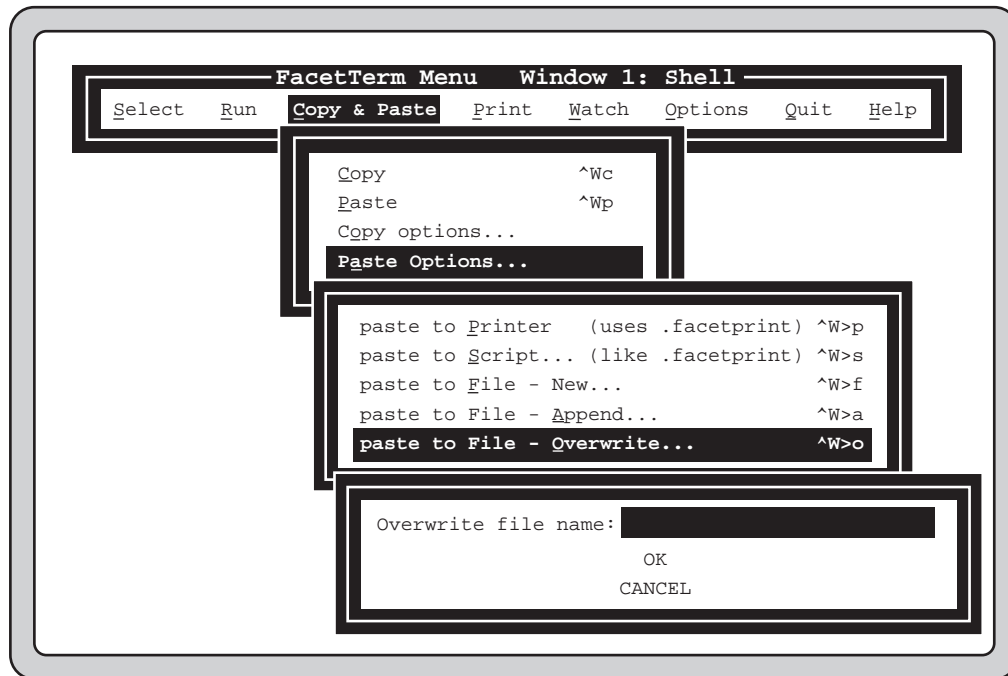 FacetTerm Menu Window 1: Shell
Select Run Copy & Paste Print Watch Options Quit Help
Copy ^Wc
Paste ^Wp
Copy options...
Paste Options...
paste to Printer (uses .facetprint) ^W>p
paste to Script... (like .facetprint) ^W>s
paste to File - New... ^W>f
paste to File - Append... ^W>a
paste to File - Overwrite... ^W>o
Overwrite file name:
OK
CANCEL